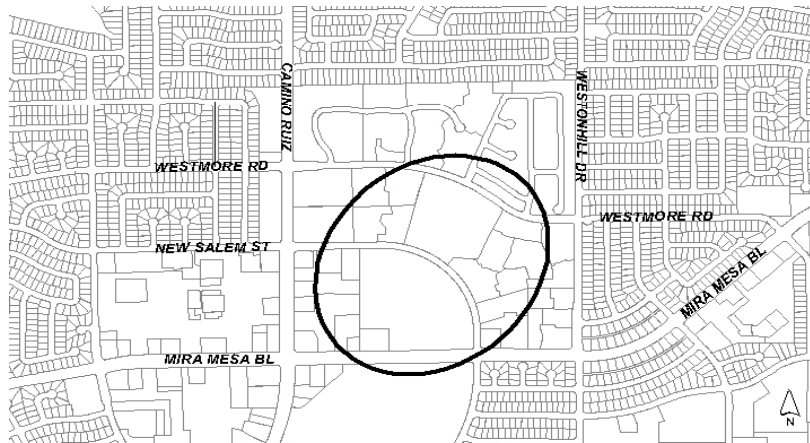 CAMINO RUIZ
WESTONHILL DR
WESTMORE RD
WESTMORE RD
NEW SALEM ST
MIRA MESA BL
MIRA MESA BL
N